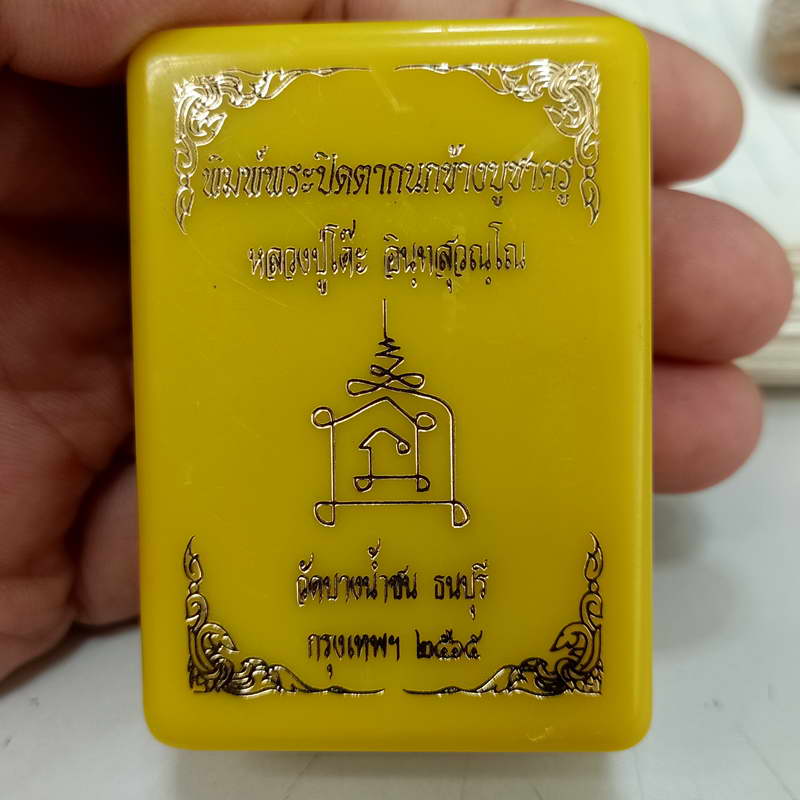 พิมพ์พระปิดตากนกข้างบูชาครู
หลวงปู่โต๊ะ อินฺทสุวณฺโณ
วัดบางน้ำชน ธนบุรี
กรุงเทพฯ ๒๕๑๕